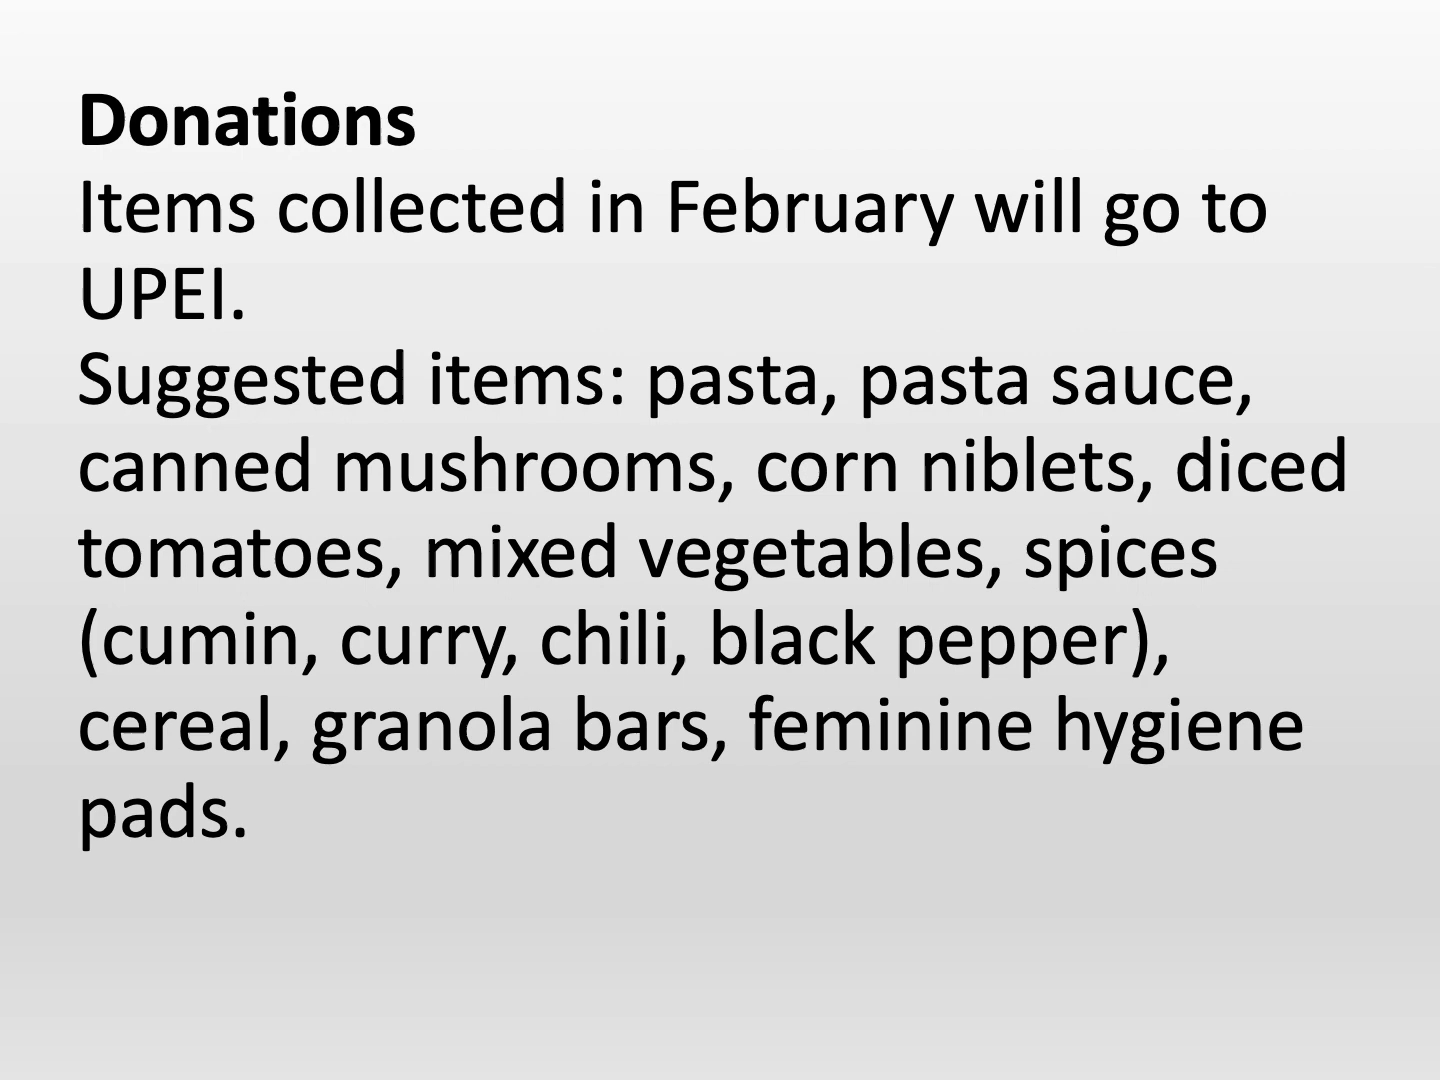 Donations
Items collected in February will go to
UPEI.
Suggested items: pasta, pasta sauce,
canned mushrooms, corn niblets, diced
tomatoes, mixed vegetables, spices
(cumin, curry, chili, black pepper),
cereal, granola bars, feminine hygiene
pads.